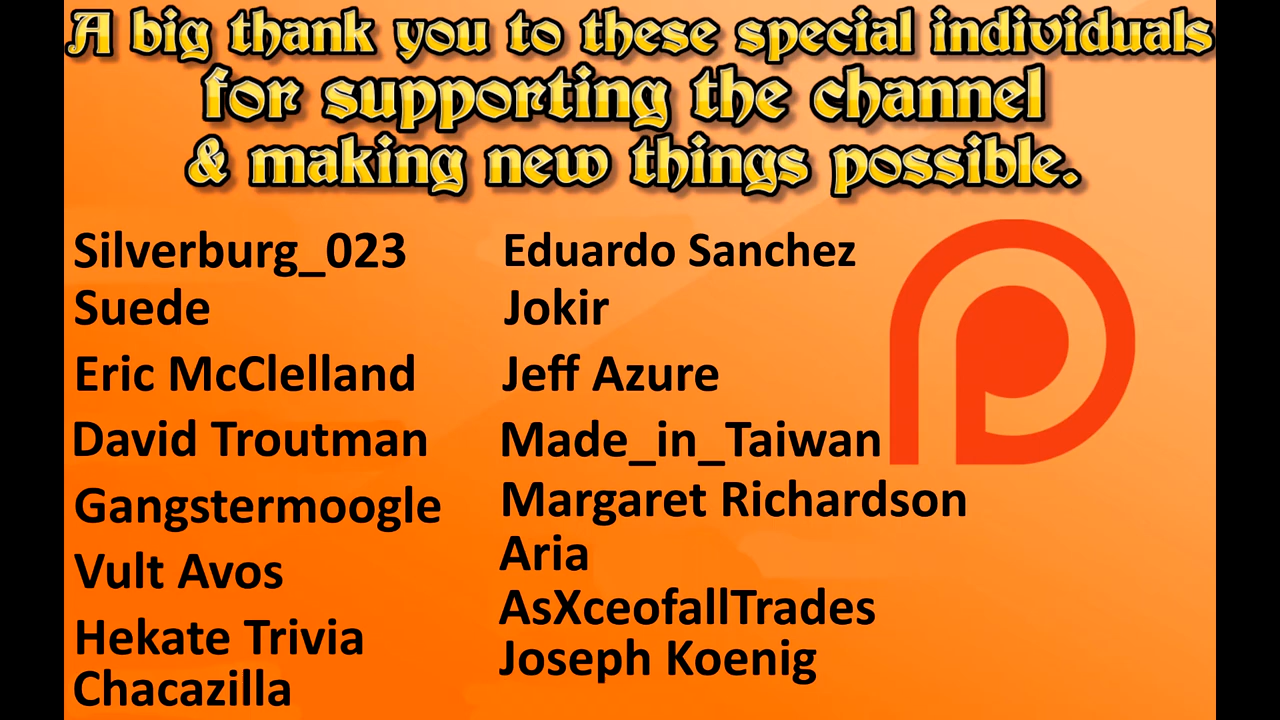 A big thank you to these special individuals
for supporting the channel
& making new things possible.
Silverburg_023
Suede
Eric McClelland
David Troutman
Gangstermoogle
Vult Avos
Hekate Trivia
Chacazilla
Eduardo Sanchez
Jokir
Jeff Azure
Made_in_Taiwan
Margaret Richardson
Aria
AsXceofallTrades
Joseph Koenig